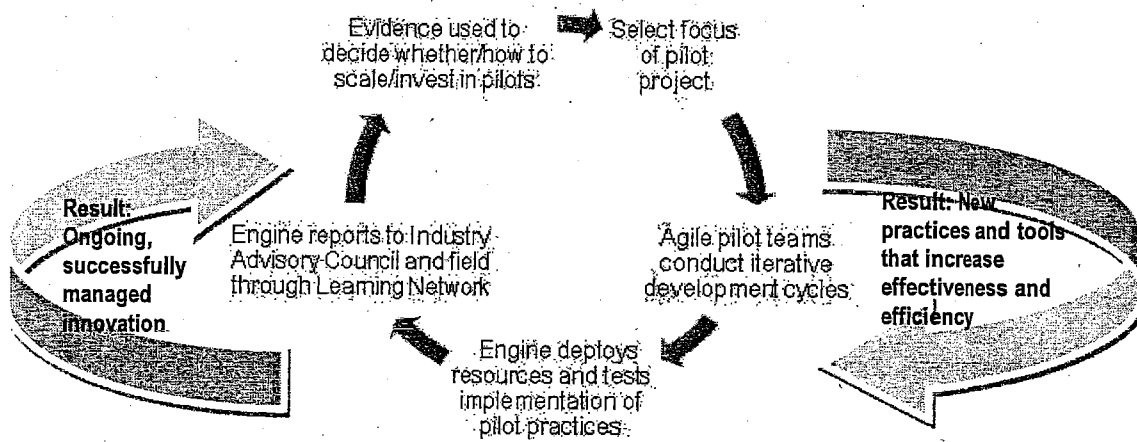 Evidence used to
decide whether/how to
scale/invest in pilots
Select focus
of pilot
project
Agile pilot teams
conduct iterative
development cycles
Result: New
practices and tools
that increase
effectiveness and
efficiency
Engine deploys
resources and tests
implementation of
pilot practices
Engine reports to Industry
Advisory Council and field
through Learning Network
Result:
Ongoing,
successfully
managed
innovation